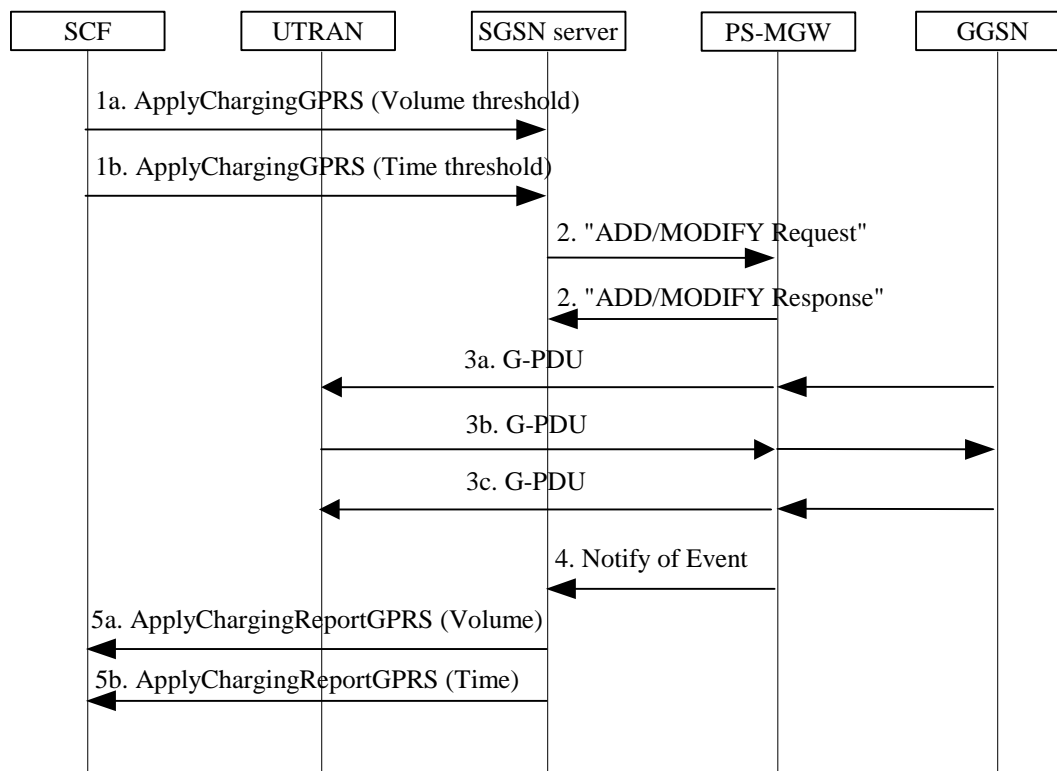 SCF
UTRAN
SGSN server
PS-MGW
GGSN
1a. ApplyChargingGPRS (Volume threshold)
1b. ApplyChargingGPRS (Time threshold)
2. "ADD/MODIFY Request"
2. "ADD/MODIFY Response"
3a. G-PDU
3b. G-PDU
3c. G-PDU
4. Notify of Event
5a. ApplyChargingReportGPRS (Volume)
5b. ApplyChargingReportGPRS (Time)